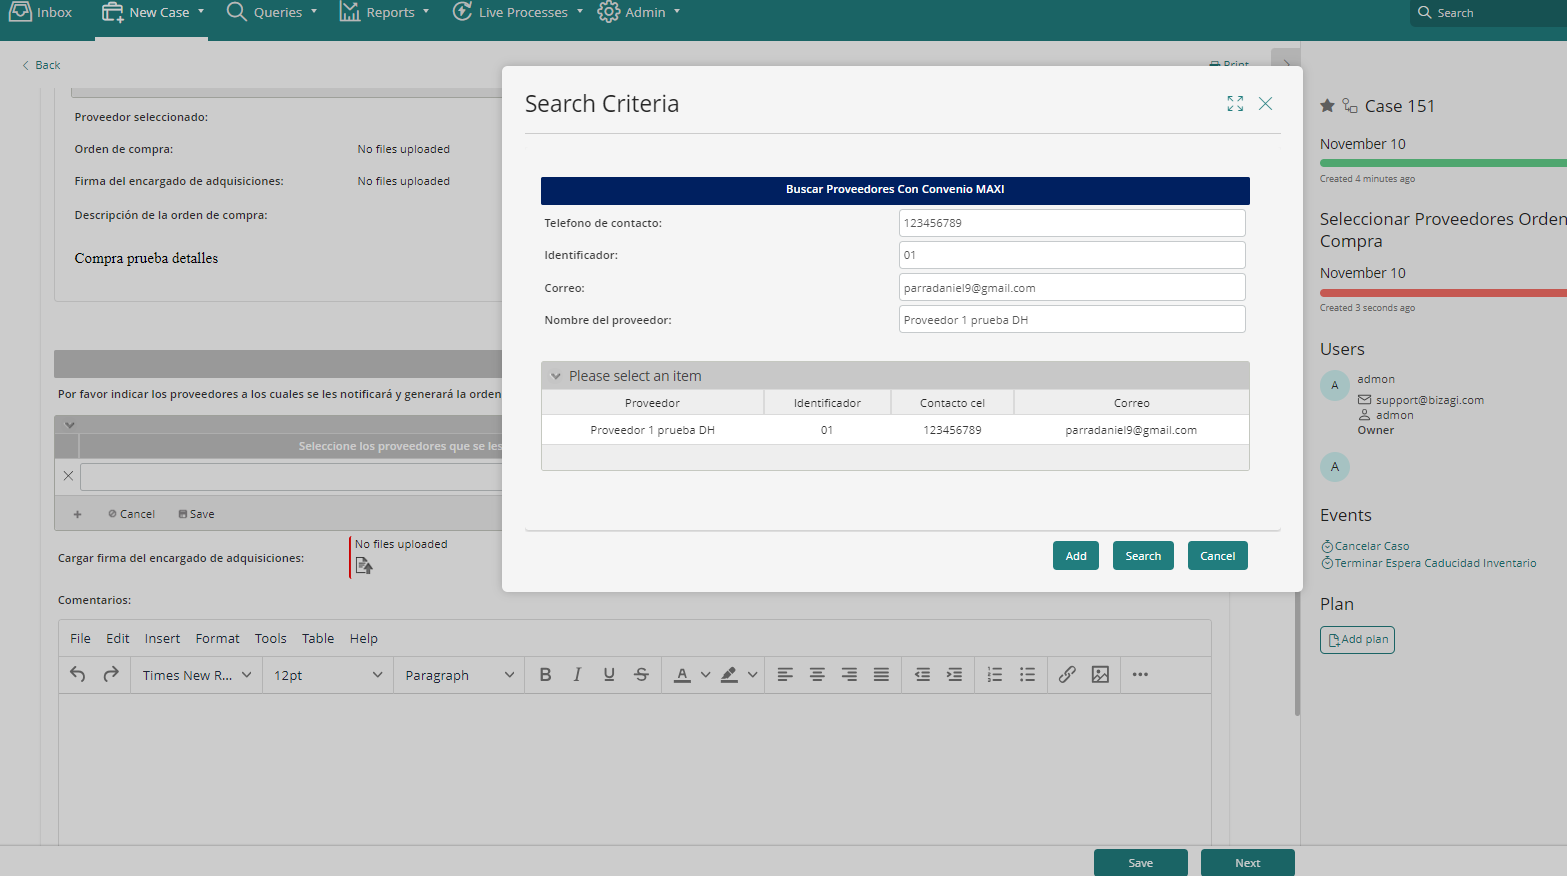 Inbox
New Case
Queries
Reports
Live Processes
Admin
Search
Back
Print
Proveedor seleccionado:
Orden de compra: No files uploaded
Firma del encargado de adquisiciones: No files uploaded
Descripción de la orden de compra:
Compra prueba detalles
Por favor indicar los proveedores a los cuales se les notificará y generará la orden
Seleccione los proveedores que se les
Cancel Save
Cargar firma del encargado de adquisiciones: No files uploaded
Comentarios:
File Edit Insert Format Tools Table Help
Times New R... 12pt Paragraph B I U S A
Search Criteria
Buscar Proveedores Con Convenio MAXI
Telefono de contacto: 123456789
Identificador: 01
Correo: parradaniel9@gmail.com
Nombre del proveedor: Proveedor 1 prueba DH
Please select an item
Proveedor Identificador Contacto cel Correo
Proveedor 1 prueba DH 01 123456789 parradaniel9@gmail.com
Add Search Cancel
Case 151
November 10
Created 4 minutes ago
Seleccionar Proveedores Orden
Compra
November 10
Created 3 seconds ago
Users
A admon
support@bizagi.com
admon
Owner
A
Events
Cancelar Caso
Terminar Espera Caducidad Inventario
Plan
Add plan
Save Next